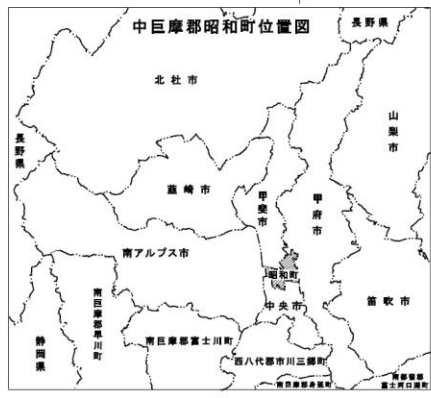 中巨摩郡昭和町位置図
長野県
北杜市
山梨市
長野県
韮崎市
甲斐市
甲府市
南アルプス市
昭和町
中央市
笛吹市
南巨摩郡早川町
静岡県
南巨摩郡富士川町
西八代郡市川三郷町
南巨摩郡身延町
南都留郡
富士河口湖町